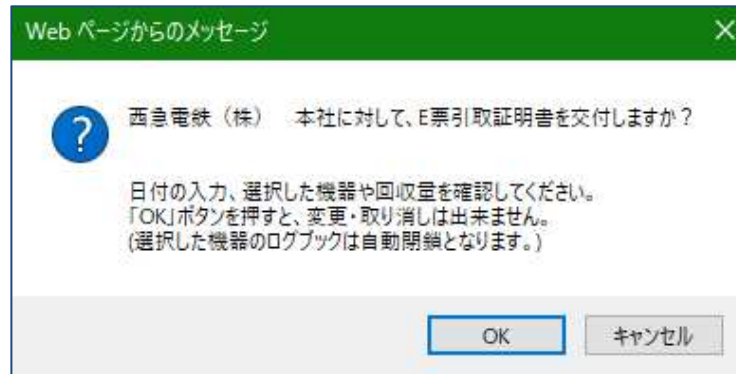 Web ページからのメッセージ
西急電鉄（株）　本社に対して、E票引取証明書を交付しますか？
日付の入力、選択した機器や回収量を確認してください。
「OK」ボタンを押すと、変更・取り消しは出来ません。
(選択した機器のログブックは自動閉鎖となります。)
OK
キャンセル